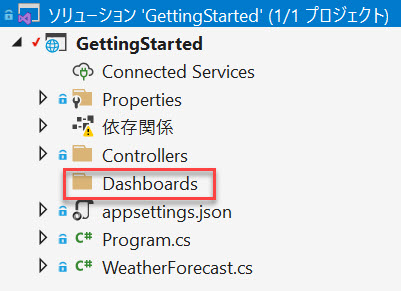 ソリューション 'GettingStarted' (1/1 プロジェクト)
GettingStarted
Connected Services
Properties
依存関係
Controllers
Dashboards
appsettings.json
C# Program.cs
C# WeatherForecast.cs